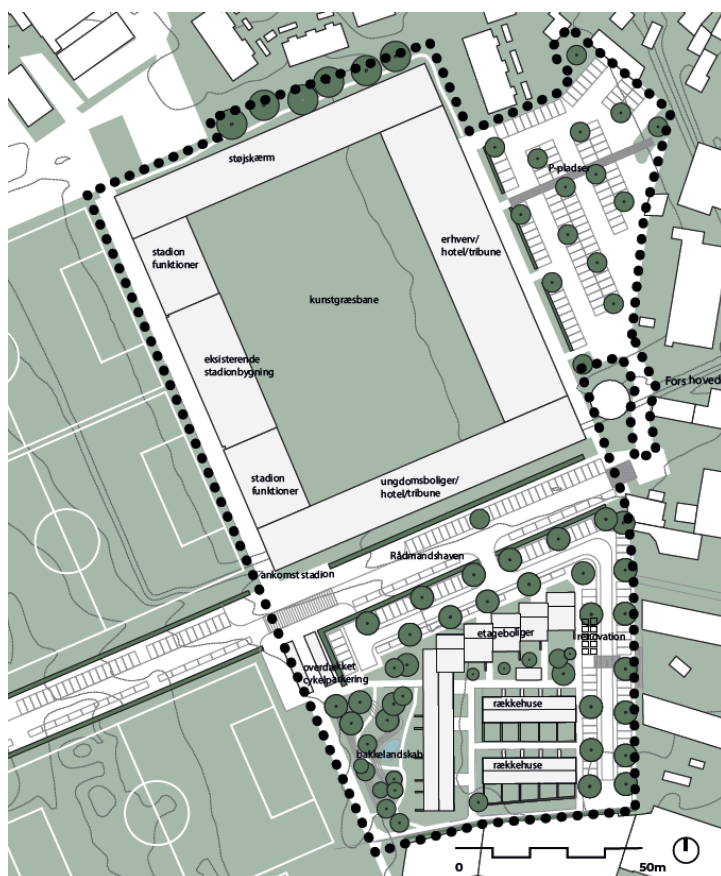 støjskærm
P-pladser
stadion
funktioner
erhverv/
hotel/tribune
kunstgræsbane
eksisterende
stadionbygning
Fors hoved
stadion
funktioner
ungdomsboliger/
hotel/tribune
Rådmandshaven
ankomst stadion
etageboliger
renovation
overdækket
cykelparkering
rækkehuse
bakkelandskab
rækkehuse
0
50m